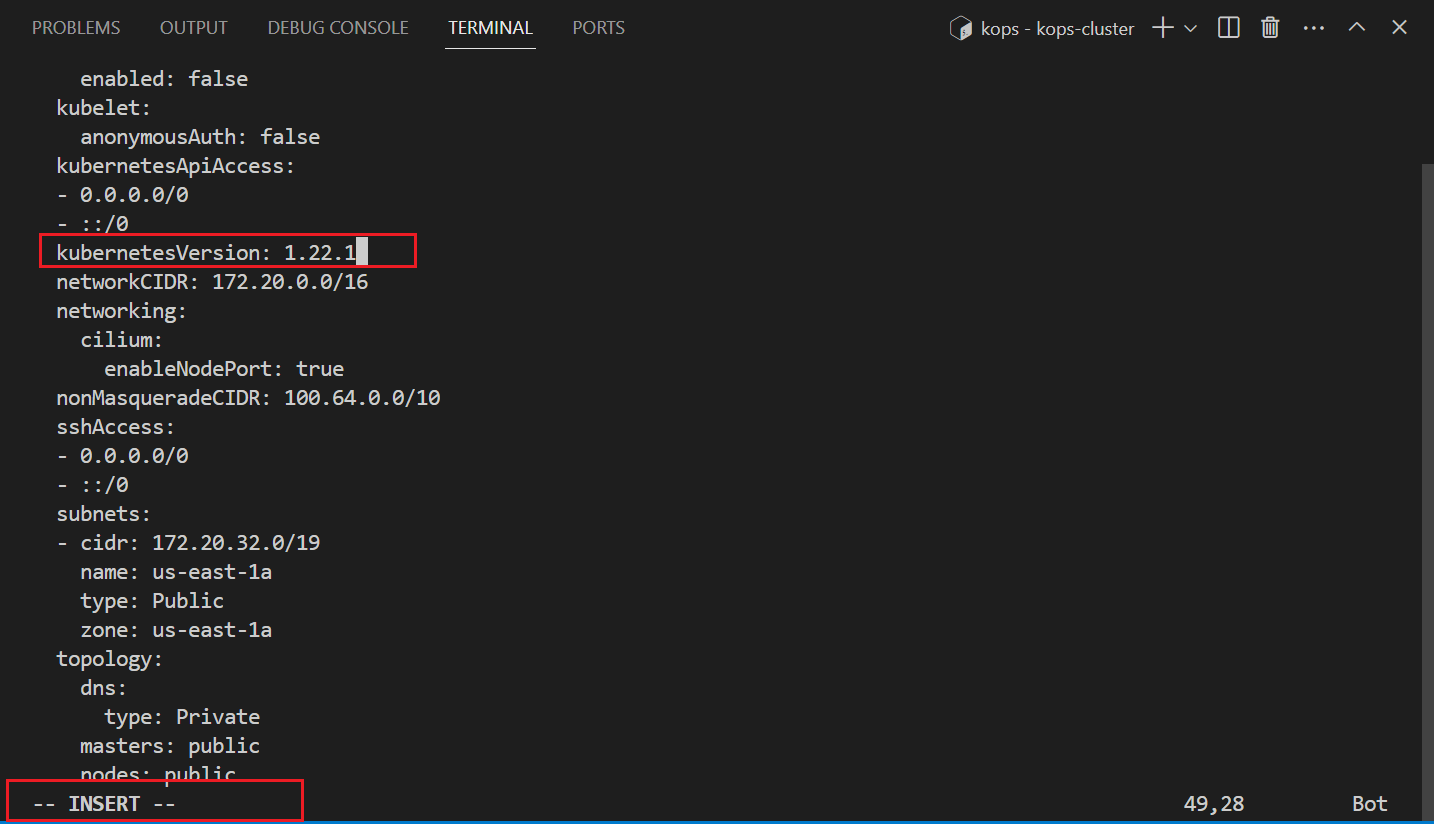 PROBLEMS OUTPUT DEBUG CONSOLE TERMINAL PORTS kops - kops-cluster
    enabled: false
  kubelet:
    anonymousAuth: false
  kubernetesApiAccess:
  - 0.0.0.0/0
  - ::/0
  kubernetesVersion: 1.22.1
  networkCIDR: 172.20.0.0/16
  networking:
    cilium:
      enableNodePort: true
  nonMasqueradeCIDR: 100.64.0.0/10
  sshAccess:
  - 0.0.0.0/0
  - ::/0
  subnets:
  - cidr: 172.20.32.0/19
    name: us-east-1a
    type: Public
    zone: us-east-1a
  topology:
    dns:
      type: Private
    masters: public
    nodes: public
-- INSERT -- 49,28 Bot